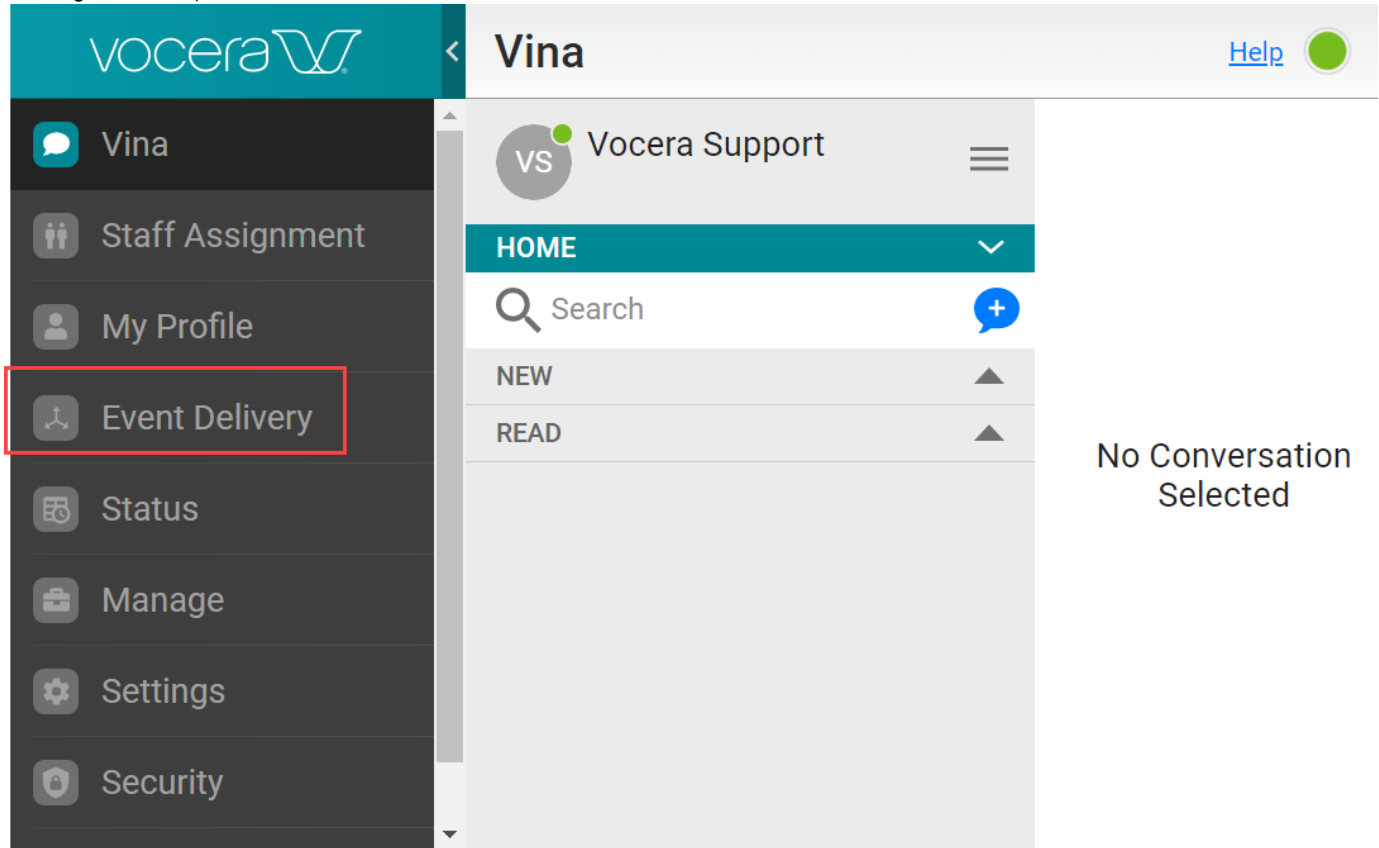 vocera
Vina
Help
Vina
Staff Assignment
My Profile
Event Delivery
Status
Manage
Settings
Security
VS
Vocera Support
HOME
Search
NEW
READ
No Conversation
Selected